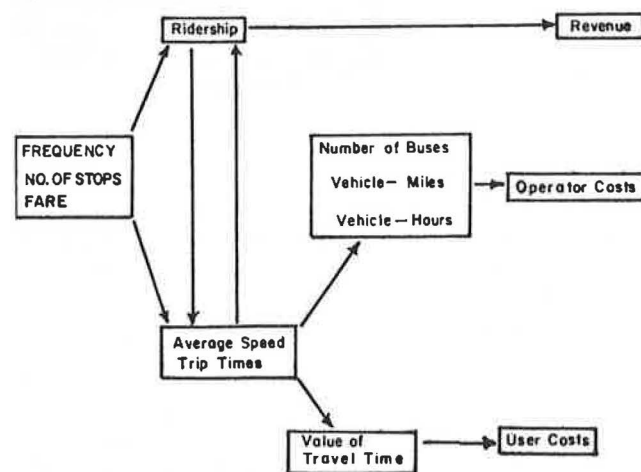 Ridership
Revenue
FREQUENCY
NO. OF STOPS
FARE
Number of Buses
Vehicle — Miles
Vehicle — Hours
Operator Costs
Average Speed
Trip Times
Value of
Travel Time
User Costs